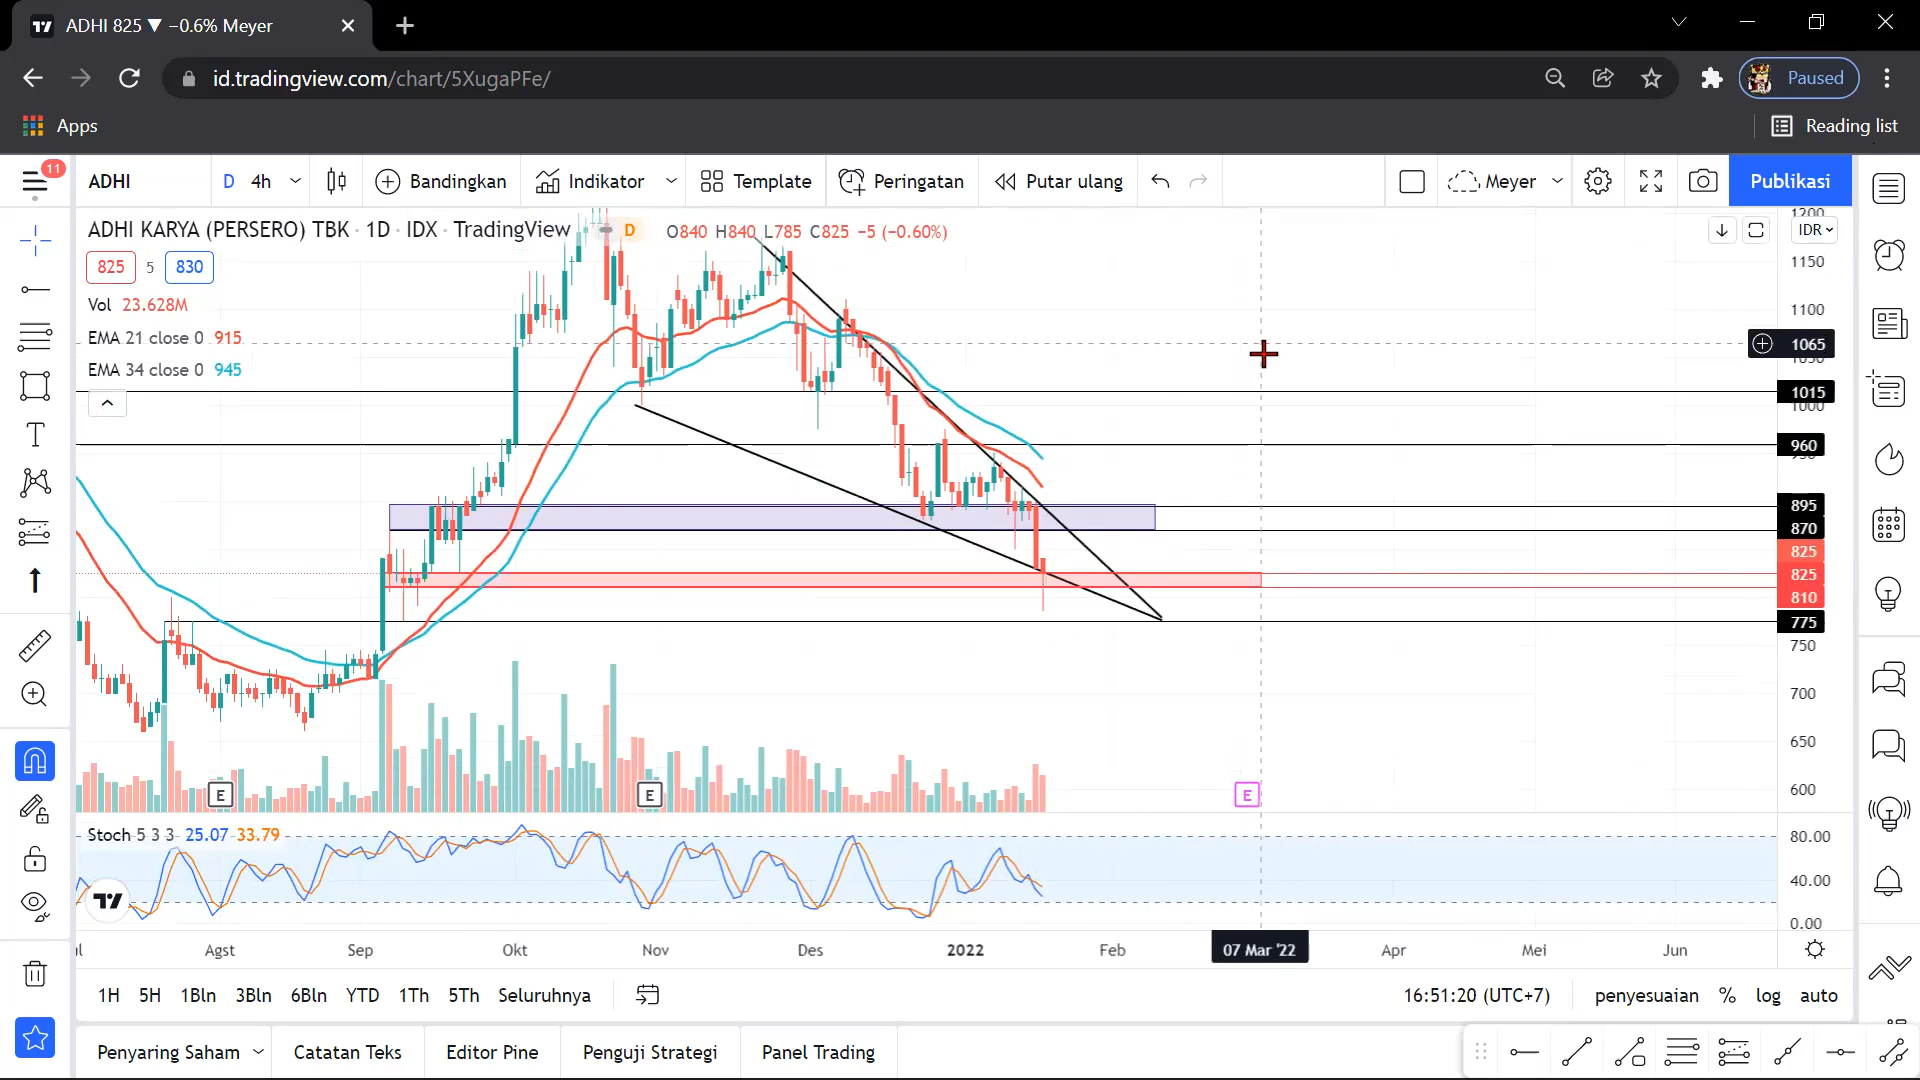 ADHI 825 ▼ −0.6% Meyer
id.tradingview.com/chart/5XugaPFe/
Paused
Apps
Reading list
11
ADHI
D
4h
Bandingkan
Indikator
Template
Peringatan
Putar ulang
Meyer
Publikasi
ADHI KARYA (PERSERO) TBK · 1D · IDX · TradingView
D
O840 H840 L785 C825 −5 (−0.60%)
IDR
825 5 830
Vol 23.628M
EMA 21 close 0 915
EMA 34 close 0 945
1200
1150
1100
1065
1050
1015
1000
960
950
895
870
825
825
810
775
750
700
650
600
E
E
E
Stoch 5 3 3 25.07 33.79
80.00
40.00
0.00
Agst
Sep
Okt
Nov
Des
2022
Feb
07 Mar '22
Apr
Mei
Jun
1H 5H 1Bln 3Bln 6Bln YTD 1Th 5Th Seluruhnya
16:51:20 (UTC+7)
penyesuaian % log auto
Penyaring Saham
Catatan Teks
Editor Pine
Penguji Strategi
Panel Trading